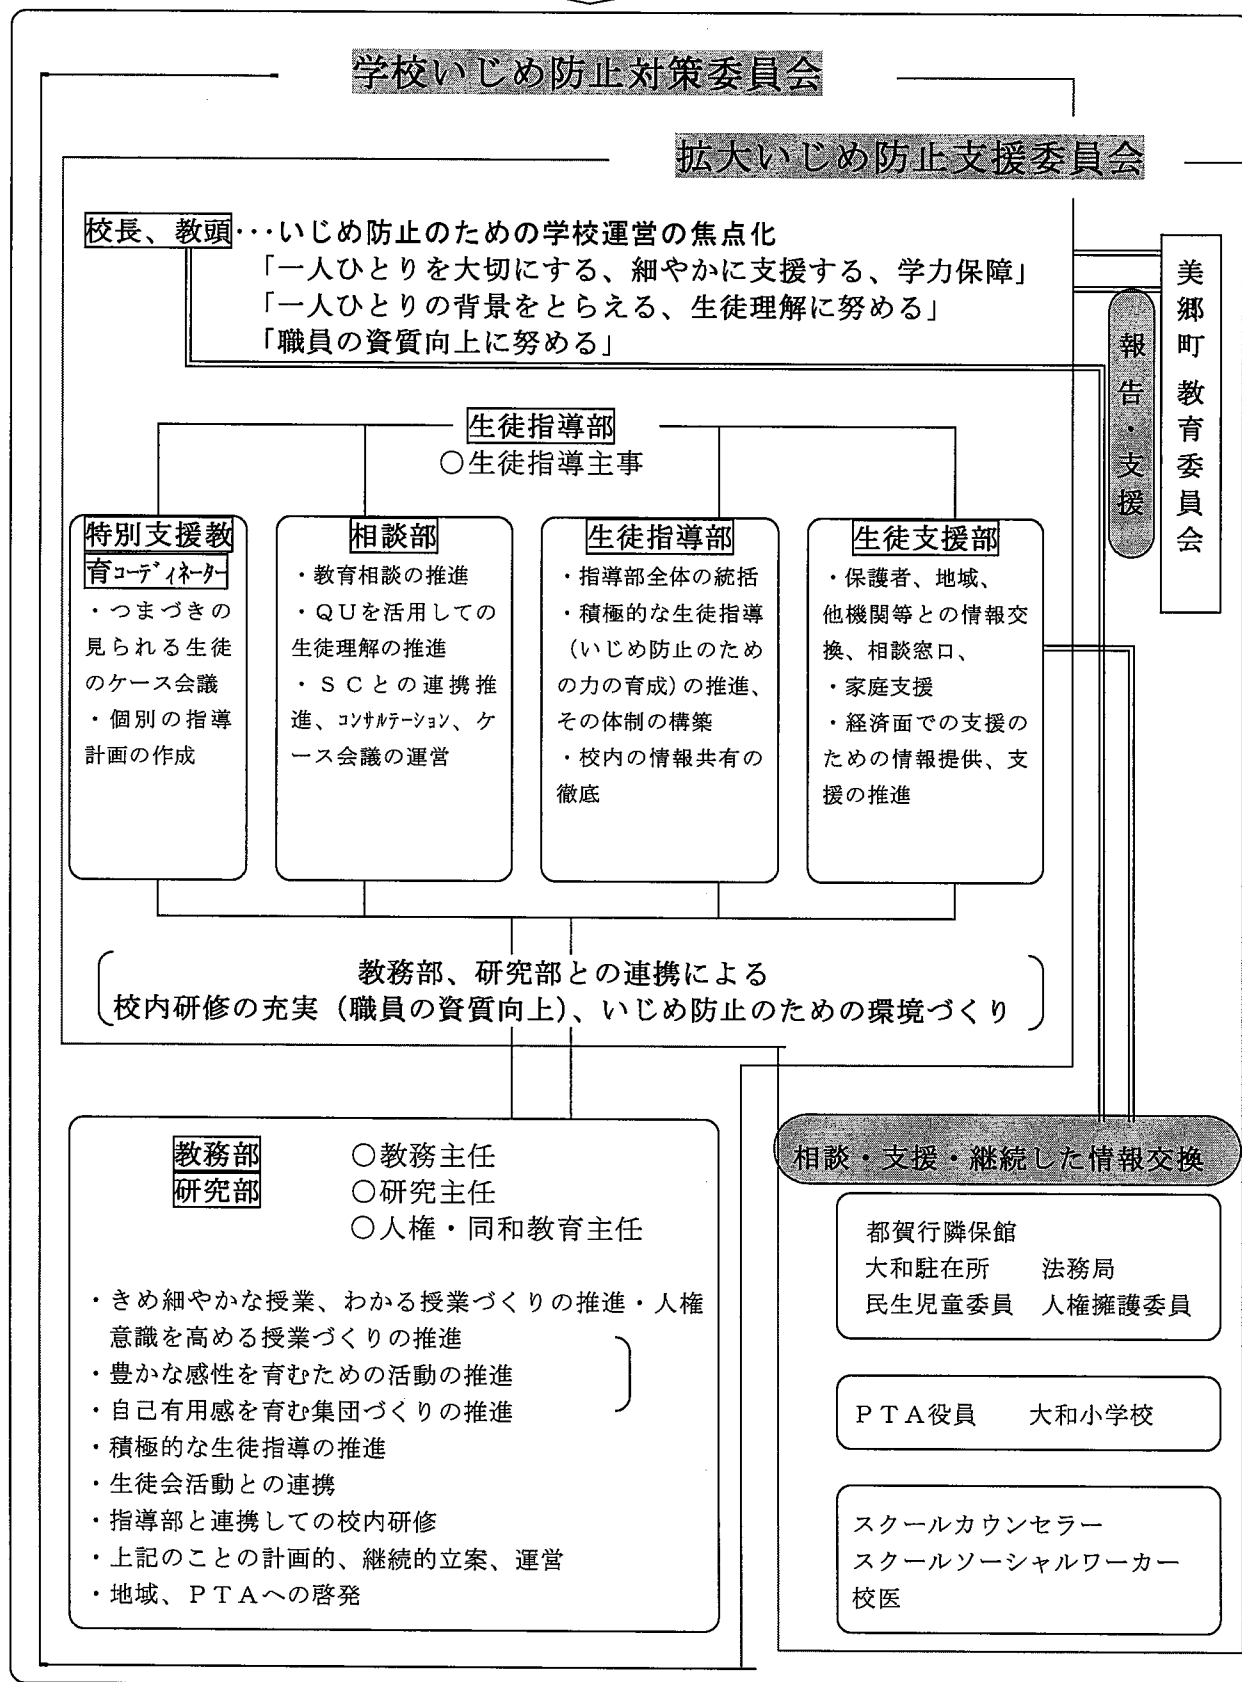 学校いじめ防止対策委員会
拡大いじめ防止支援委員会
校長、教頭…いじめ防止のための学校運営の焦点化
「一人ひとりを大切にする、細やかに支援する、学力保障」
「一人ひとりの背景をとらえる、生徒理解に努める」
「職員の資質向上に努める」
美郷町教育委員会
報告・支援
生徒指導部
○生徒指導主事
特別支援教
育ｺｰﾃﾞｨﾈｰﾀｰ
・つまづきの
見られる生徒
のケース会議
・個別の指導
計画の作成
相談部
・教育相談の推進
・ＱＵを活用しての
生徒理解の推進
・ＳＣとの連携推
進、ｺﾝｻﾙﾃｰｼｮﾝ、ケ
ース会議の運営
生徒指導部
・指導部全体の統括
・積極的な生徒指導
（いじめ防止のため
の力の育成）の推進、
その体制の構築
・校内の情報共有の
徹底
生徒支援部
・保護者、地域、
他機関等との情報交
換、相談窓口、
・家庭支援
・経済面での支援の
ための情報提供、支
援の推進
教務部、研究部との連携による
校内研修の充実（職員の資質向上）、いじめ防止のための環境づくり
教務部　○教務主任
研究部　○研究主任
○人権・同和教育主任
・きめ細やかな授業、わかる授業づくりの推進・人権
意識を高める授業づくりの推進
・豊かな感性を育むための活動の推進
・自己有用感を育む集団づくりの推進
・積極的な生徒指導の推進
・生徒会活動との連携
・指導部と連携しての校内研修
・上記のことの計画的、継続的立案、運営
・地域、ＰＴＡへの啓発
相談・支援・継続した情報交換
都賀行隣保館
大和駐在所　法務局
民生児童委員　人権擁護委員
ＰＴＡ役員　大和小学校
スクールカウンセラー
スクールソーシャルワーカー
校医